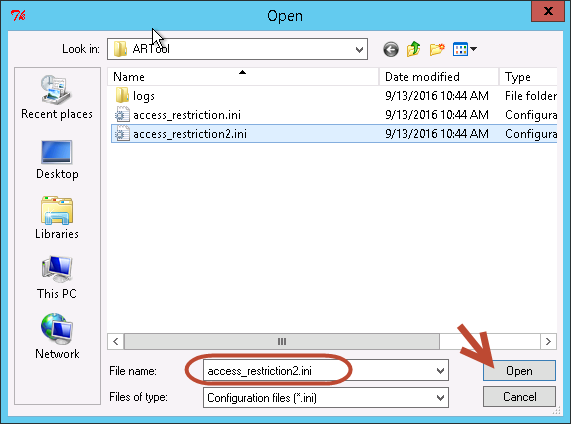 Open
Look in: ARTool
Name Date modified Type
logs 9/13/2016 10:44 AM File folder
access_restriction.ini 9/13/2016 10:44 AM Configura
access_restriction2.ini 9/13/2016 10:44 AM Configura
Recent places
Desktop
Libraries
This PC
Network
File name: access_restriction2.ini Open
Files of type: Configuration files (*.ini) Cancel